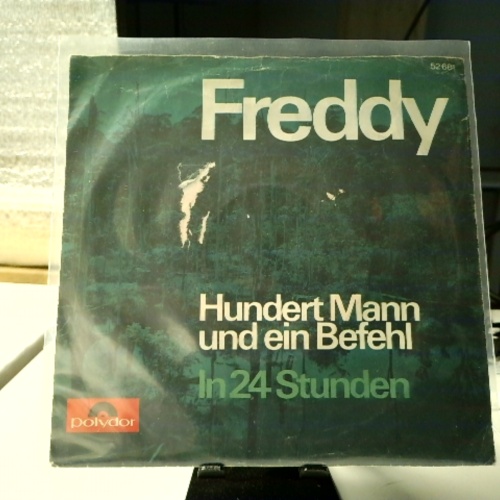 52 681
Freddy
Hundert Mann
und ein Befehl
In 24 Stunden
polydor